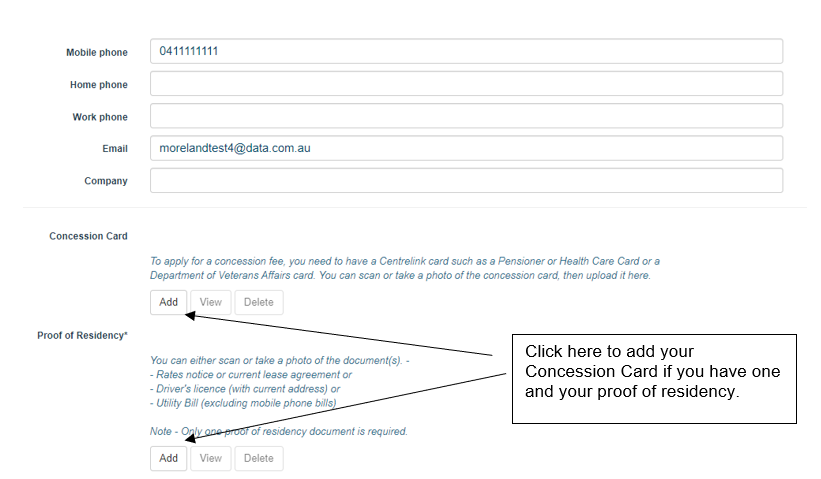 Mobile phone 0411111111
Home phone
Work phone
Email morelandtest4@data.com.au
Company
Concession Card
To apply for a concession fee, you need to have a Centrelink card such as a Pensioner or Health Care Card or a
Department of Veterans Affairs card. You can scan or take a photo of the concession card, then upload it here.
Add View Delete
Proof of Residency*
You can either scan or take a photo of the document(s). -
- Rates notice or current lease agreement or
- Driver's licence (with current address) or
- Utility Bill (excluding mobile phone bills)
Note - Only one proof of residency document is required.
Add View Delete
Click here to add your
Concession Card if you have one
and your proof of residency.